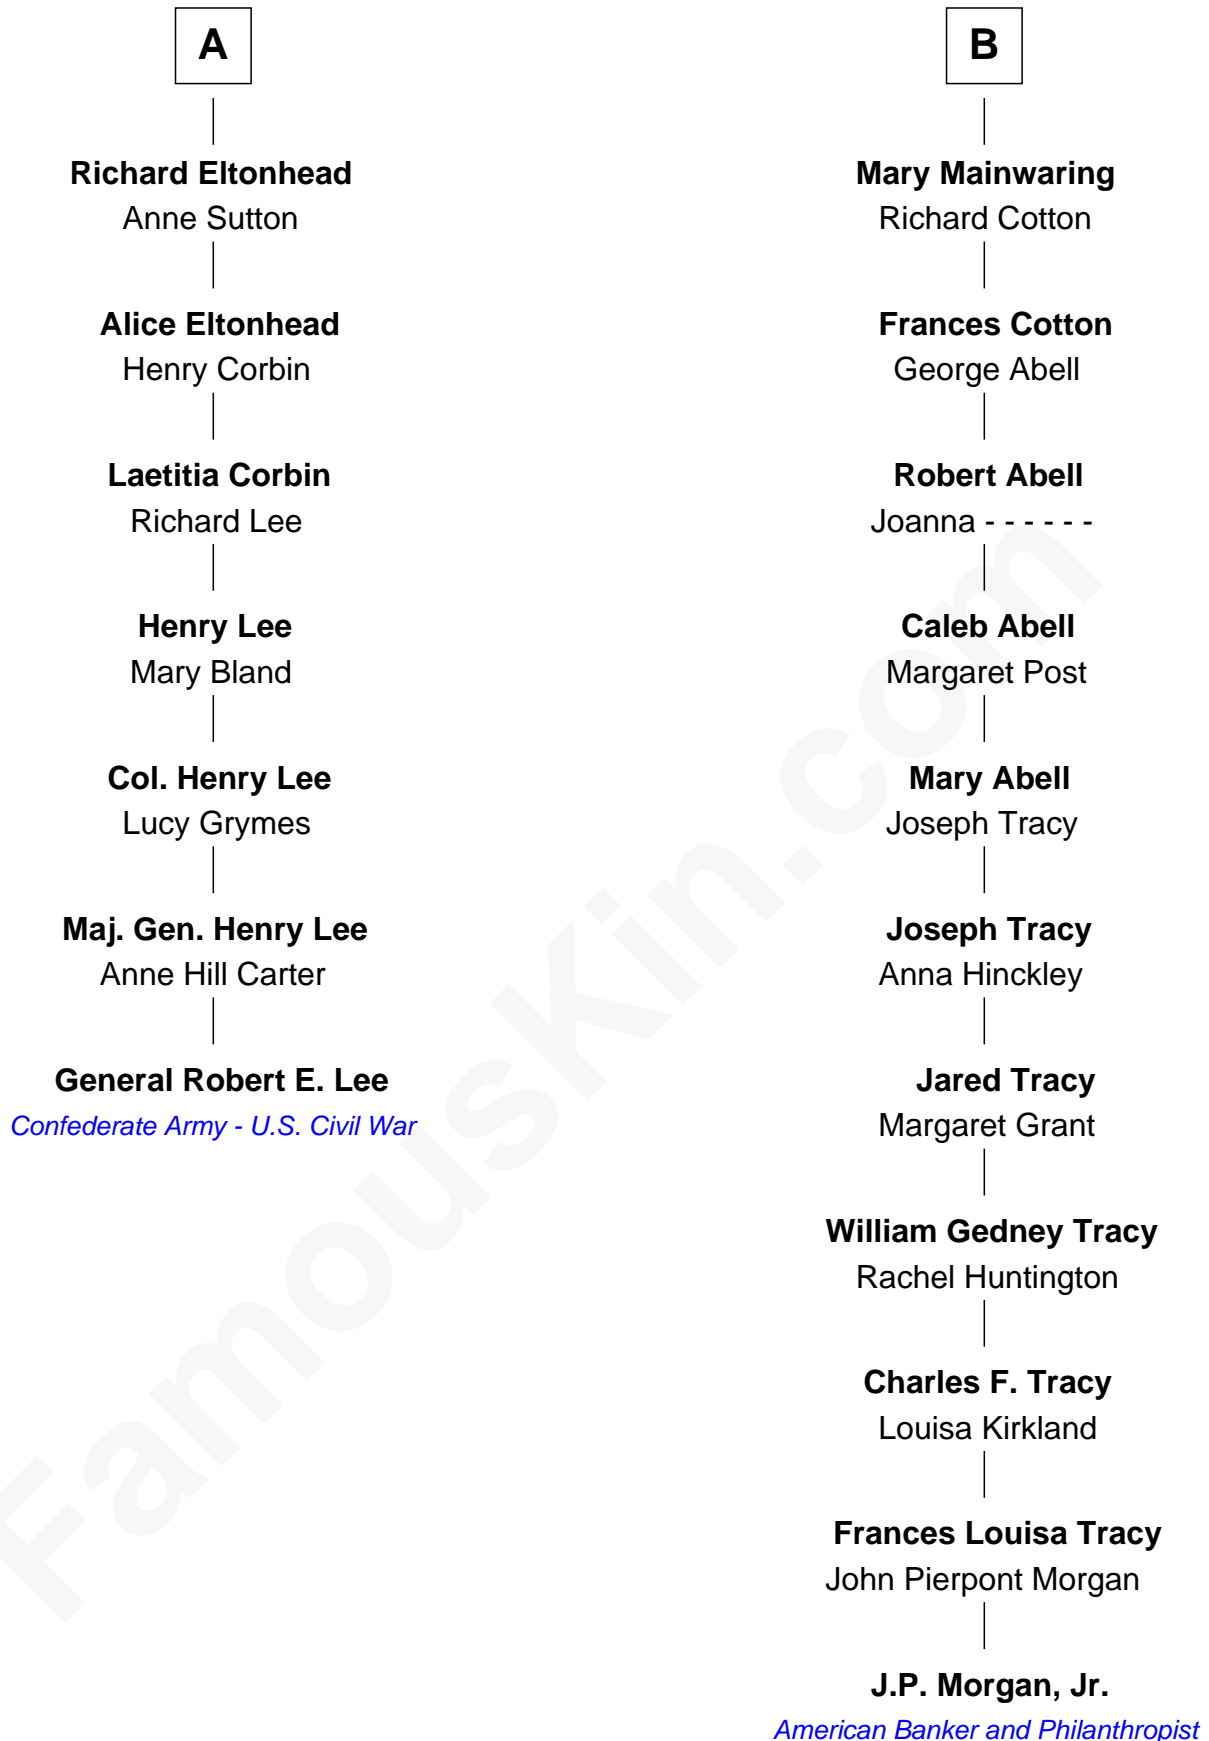 A
Richard Eltonhead
Anne Sutton
Alice Eltonhead
Henry Corbin
Laetitia Corbin
Richard Lee
Henry Lee
Mary Bland
Col. Henry Lee
Lucy Grymes
Maj. Gen. Henry Lee
Anne Hill Carter
General Robert E. Lee
Confederate Army - U.S. Civil War
B
Mary Mainwaring
Richard Cotton
Frances Cotton
George Abell
Robert Abell
Joanna - - - - - -
Caleb Abell
Margaret Post
Mary Abell
Joseph Tracy
Joseph Tracy
Anna Hinckley
Jared Tracy
Margaret Grant
William Gedney Tracy
Rachel Huntington
Charles F. Tracy
Louisa Kirkland
Frances Louisa Tracy
John Pierpont Morgan
J.P. Morgan, Jr.
American Banker and Philanthropist
FamousKin.com